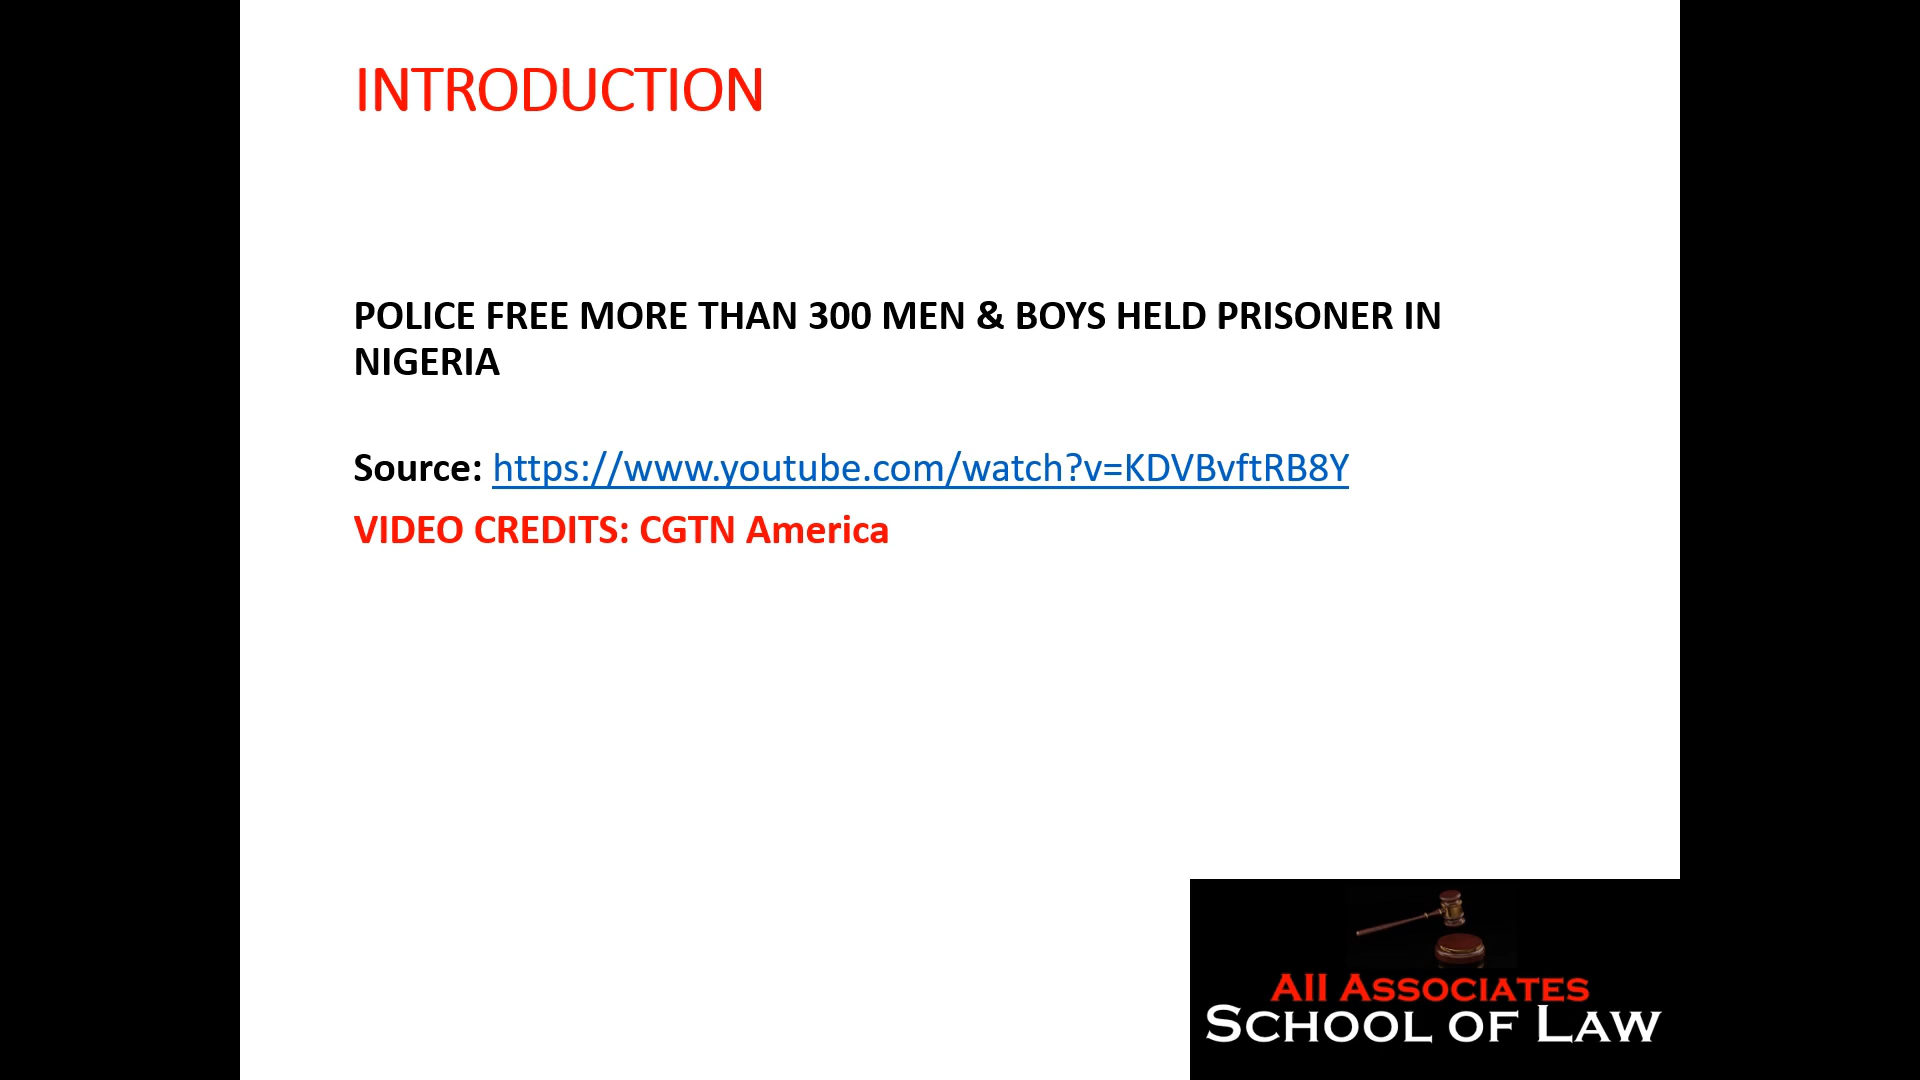 INTRODUCTION
POLICE FREE MORE THAN 300 MEN & BOYS HELD PRISONER IN
NIGERIA
Source: https://www.youtube.com/watch?v=KDVBvftRB8Y
VIDEO CREDITS: CGTN America
AII ASSOCIATES
SCHOOL OF LAW